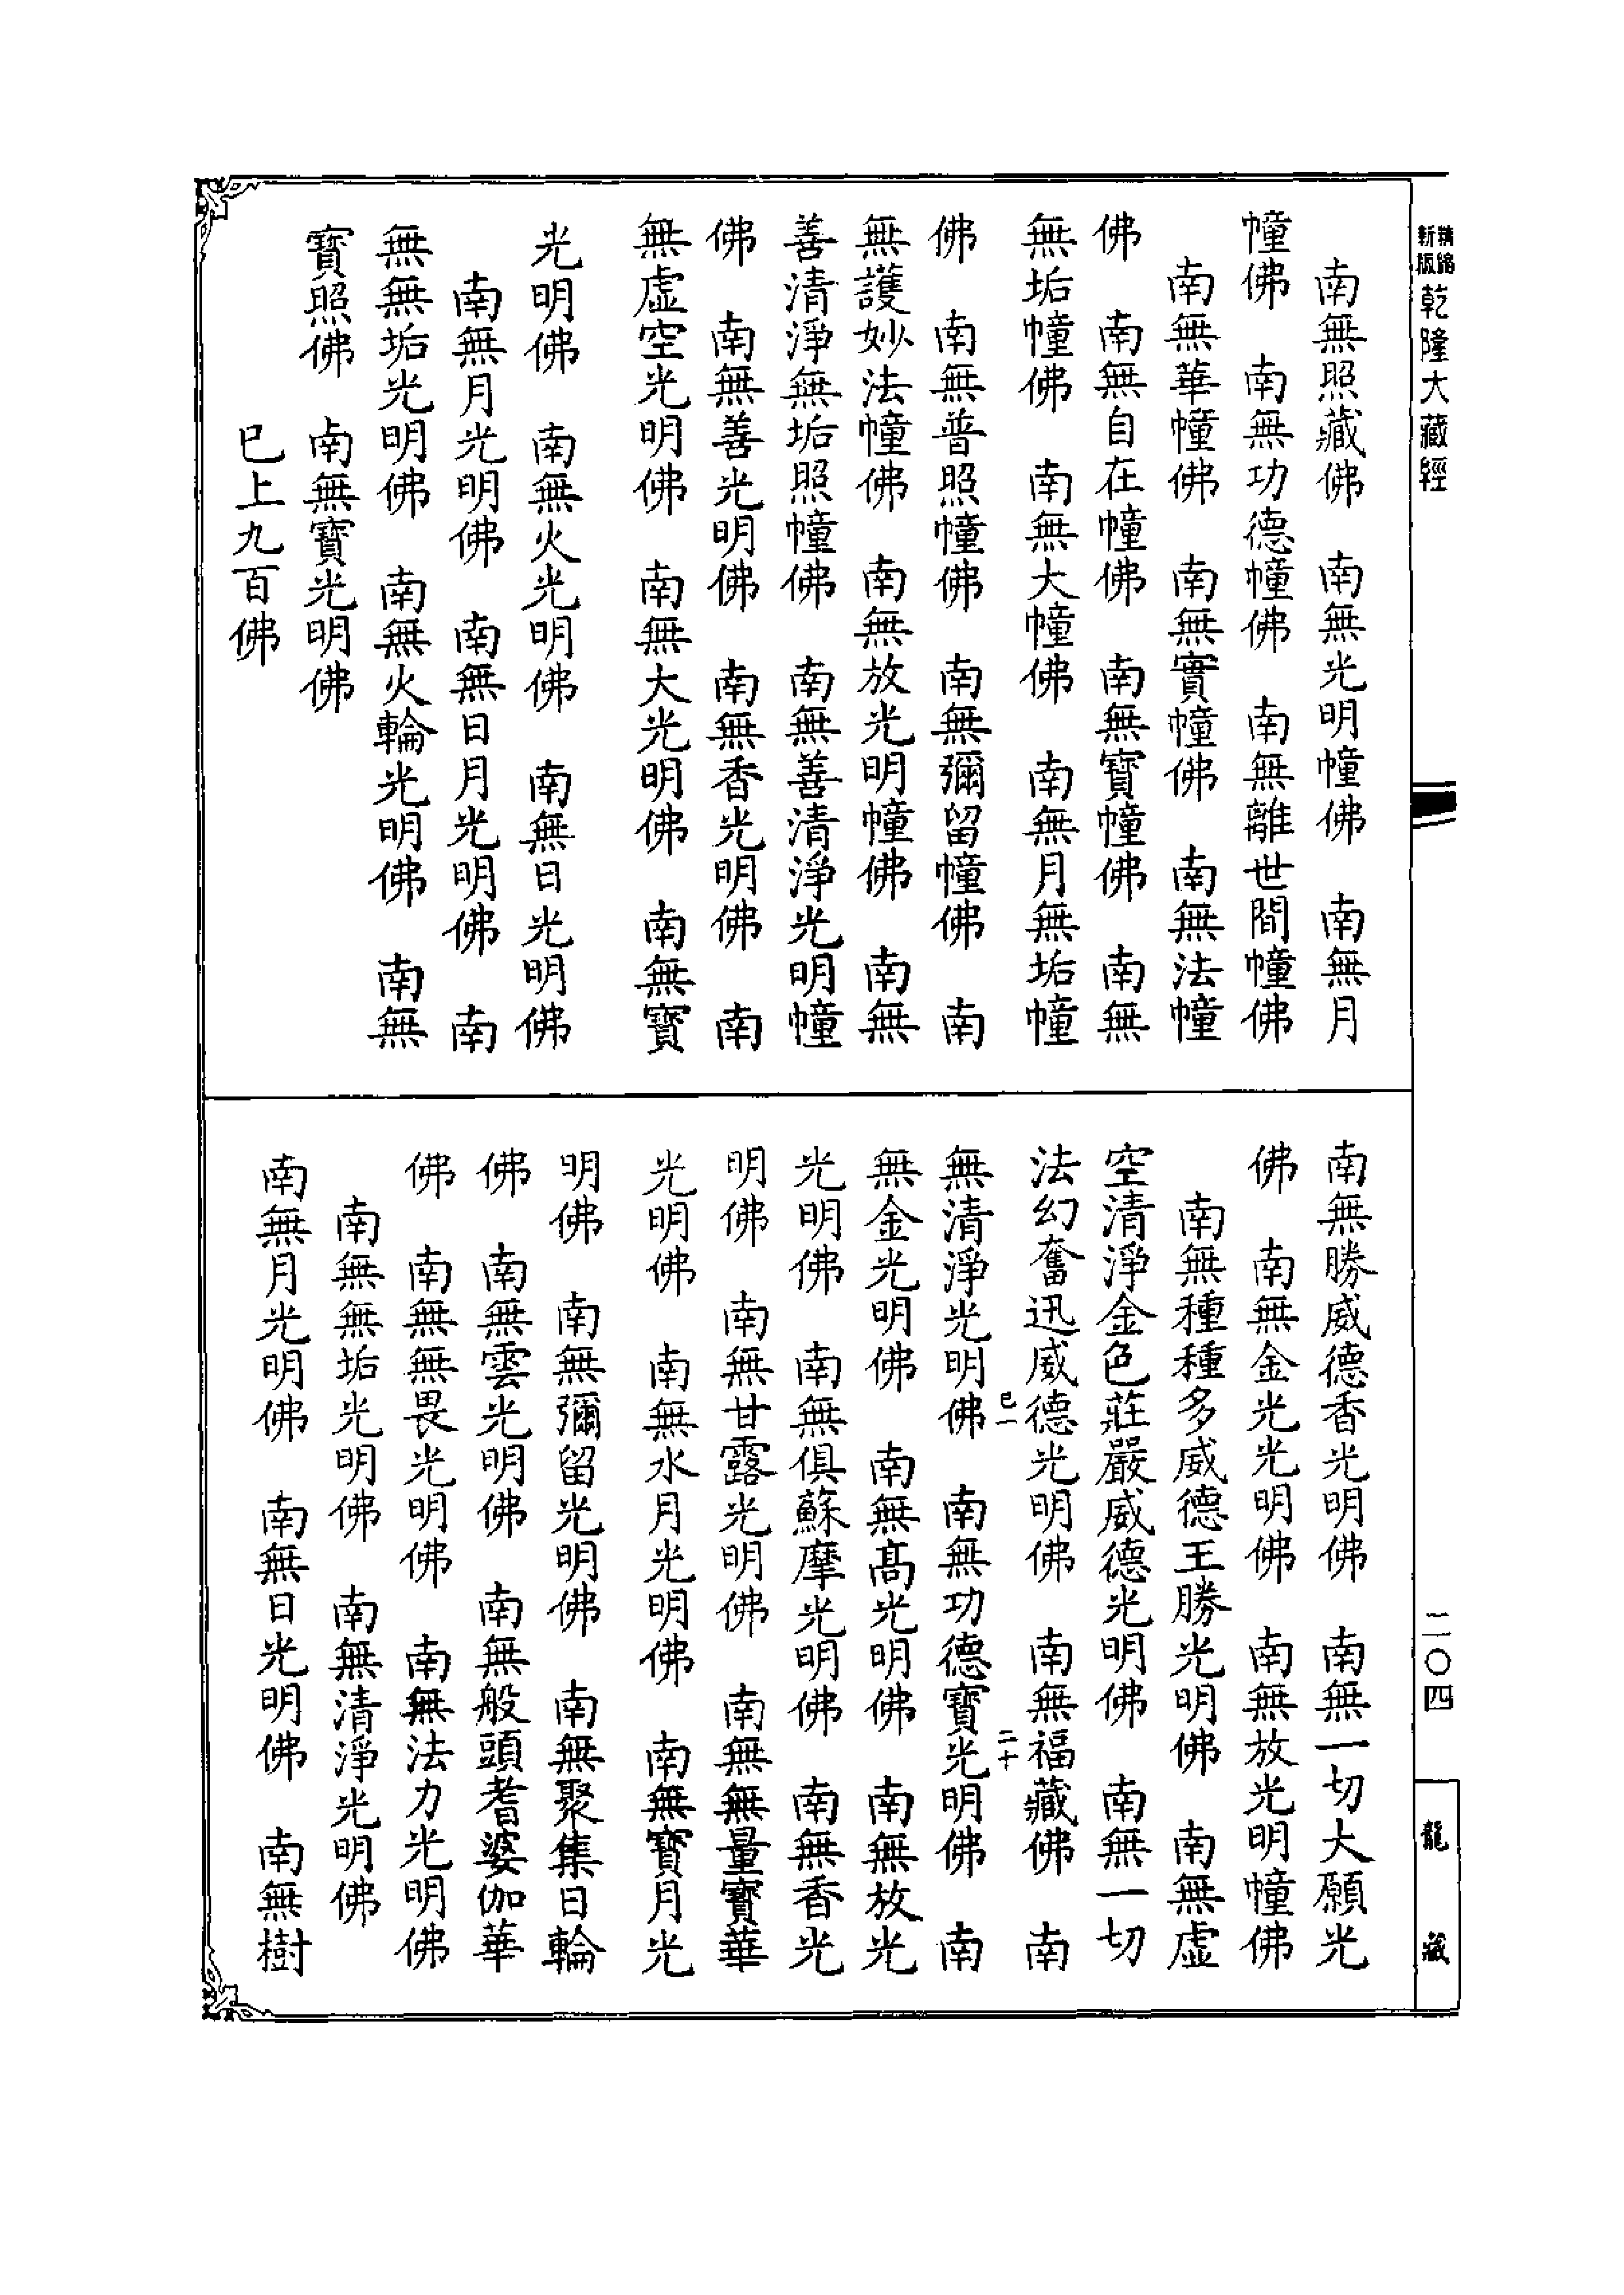 新版
精縮
乾隆大藏經
二〇四
龍藏
南無照藏佛　南無光明幢佛　南無月
幢佛　南無功德幢佛　南無離世間幢佛
南無華幢佛　南無實幢佛　南無法幢
佛　南無自在幢佛　南無寶幢佛　南無
無垢幢佛　南無大幢佛　南無月無垢幢
佛　南無普照幢佛　南無彌留幢佛　南
無護妙法幢佛　南無放光明幢佛　南無
善清淨無垢照幢佛　南無善清淨光明幢
佛　南無善光明佛　南無香光明佛　南
無虛空光明佛　南無大光明佛　南無寶
光明佛　南無火光明佛　南無日光明佛
南無月光明佛　南無日月光明佛　南
無無垢光明佛　南無火輪光明佛　南無
寶照佛　南無寶光明佛
已上九百佛
南無勝威德香光明佛　南無一切大願光
佛　南無金光光明佛　南無放光明幢佛
南無種種多威德王勝光明佛　南無虛
空清淨金色莊嚴威德光明佛　南無一切
法幻奮迅威德光明佛　南無福藏佛　南
已一
二十
無清淨光明佛　南無功德寶光明佛　南
無金光明佛　南無高光明佛　南無放光
光明佛　南無俱蘇摩光明佛　南無香光
明佛　南無甘露光明佛　南無無量寶華
光明佛　南無水月光明佛　南無寶月光
明佛　南無彌留光明佛　南無聚集日輪
佛　南無雲光明佛　南無般頭耆婆伽華
佛　南無無畏光明佛　南無法力光明佛
南無無垢光明佛　南無清淨光明佛
南無月光明佛　南無日光明佛　南無樹